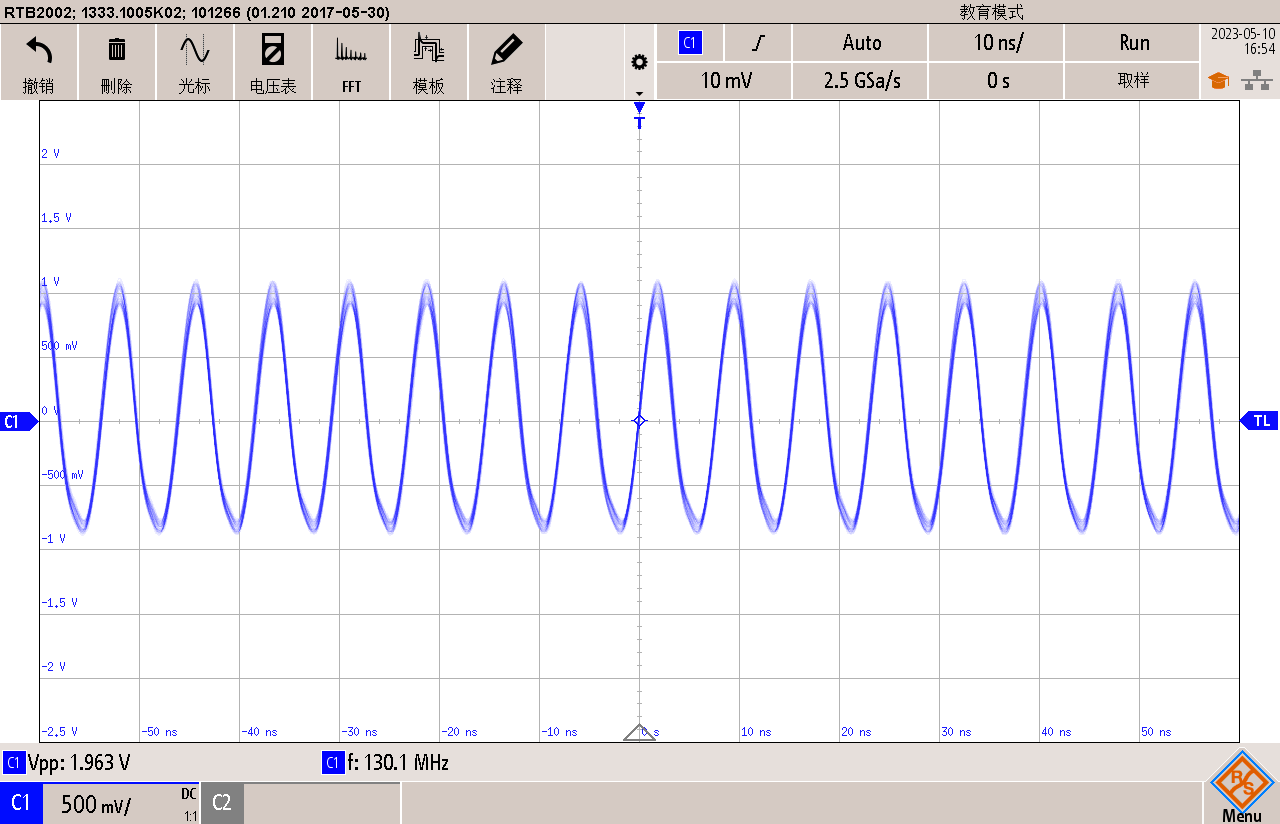 RTB2002; 1333.1005K02; 101266 (01.210 2017-05-30)
教育模式
撤销
刪除
光标
电压表
FFT
模板
注释
C1
Auto
10 ns/
Run
10 mV
2.5 GSa/s
0 s
取样
2023-05-10
16:54
T
2 V
1.5 V
1 V
500 mV
0 V
-500 mV
-1 V
-1.5 V
-2 V
-2.5 V
C1
TL
-50 ns
-40 ns
-30 ns
-20 ns
-10 ns
0 s
10 ns
20 ns
30 ns
40 ns
50 ns
C1 Vpp: 1.963 V
C1 f: 130.1 MHz
C1
500 mV/
DC
1:1
C2
R&S
Menu